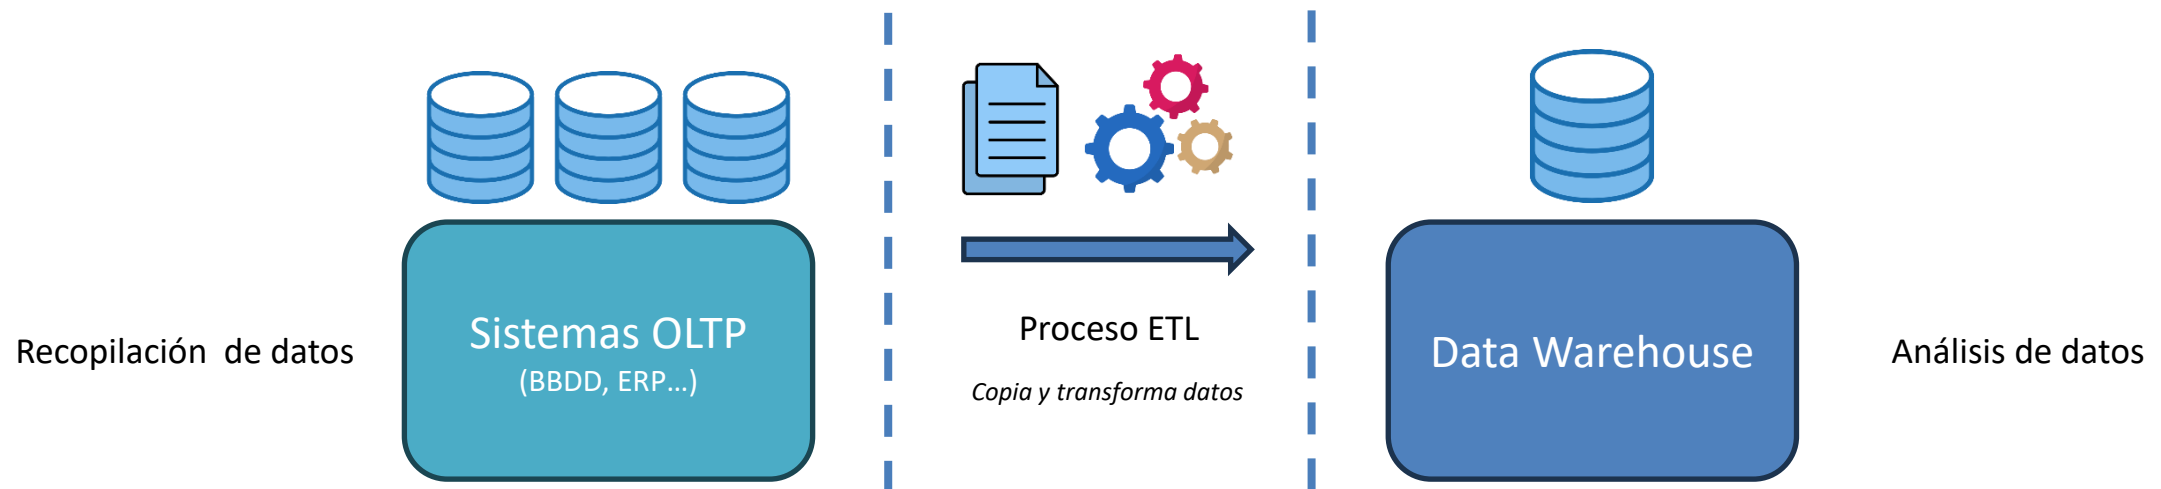 Recopilación  de datos
Sistemas OLTP
(BBDD, ERP...)
Proceso ETL
Copia y transforma datos
Data Warehouse
Análisis de datos